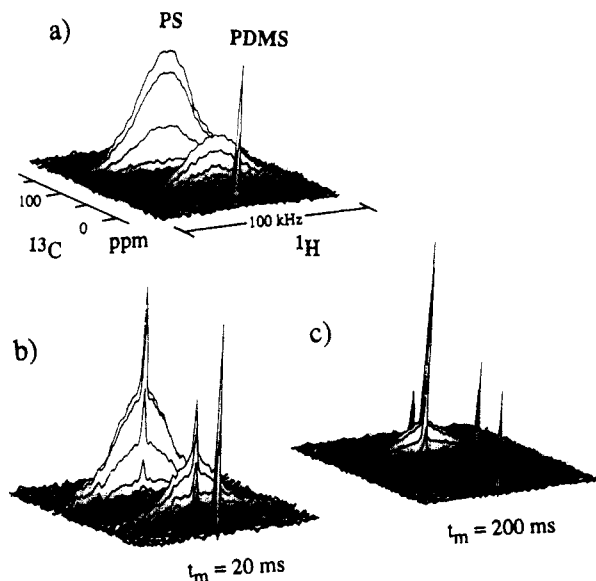 a)
PS
PDMS
100
0
¹³C
ppm
100 kHz
¹H
b)
c)
tₘ = 20 ms
tₘ = 200 ms